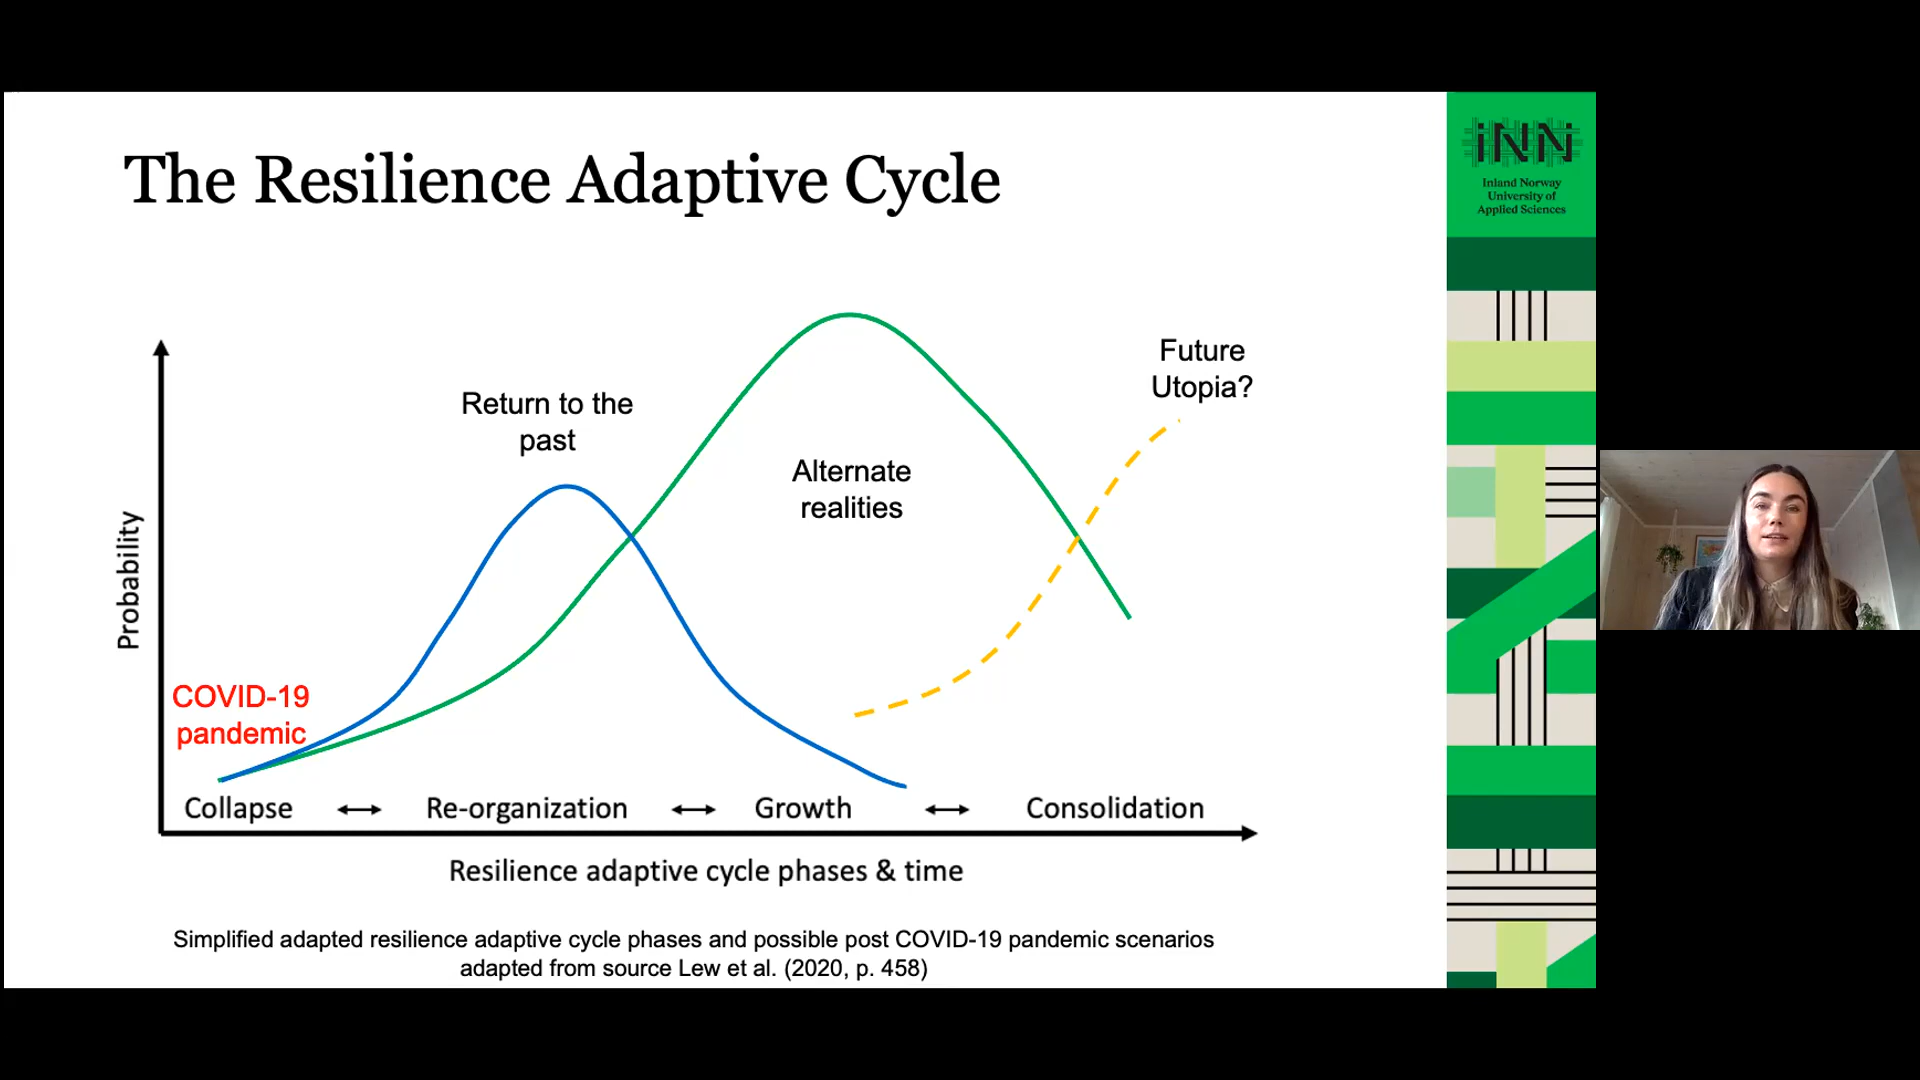 The Resilience Adaptive Cycle
iNN
Inland Norway
University of
Applied Sciences
Future
Utopia?
Return to the
past
Alternate
realities
Probability
COVID-19
pandemic
Collapse Re-organization Growth Consolidation
Resilience adaptive cycle phases & time
Simplified adapted resilience adaptive cycle phases and possible post COVID-19 pandemic scenarios
adapted from source Lew et al. (2020, p. 458)